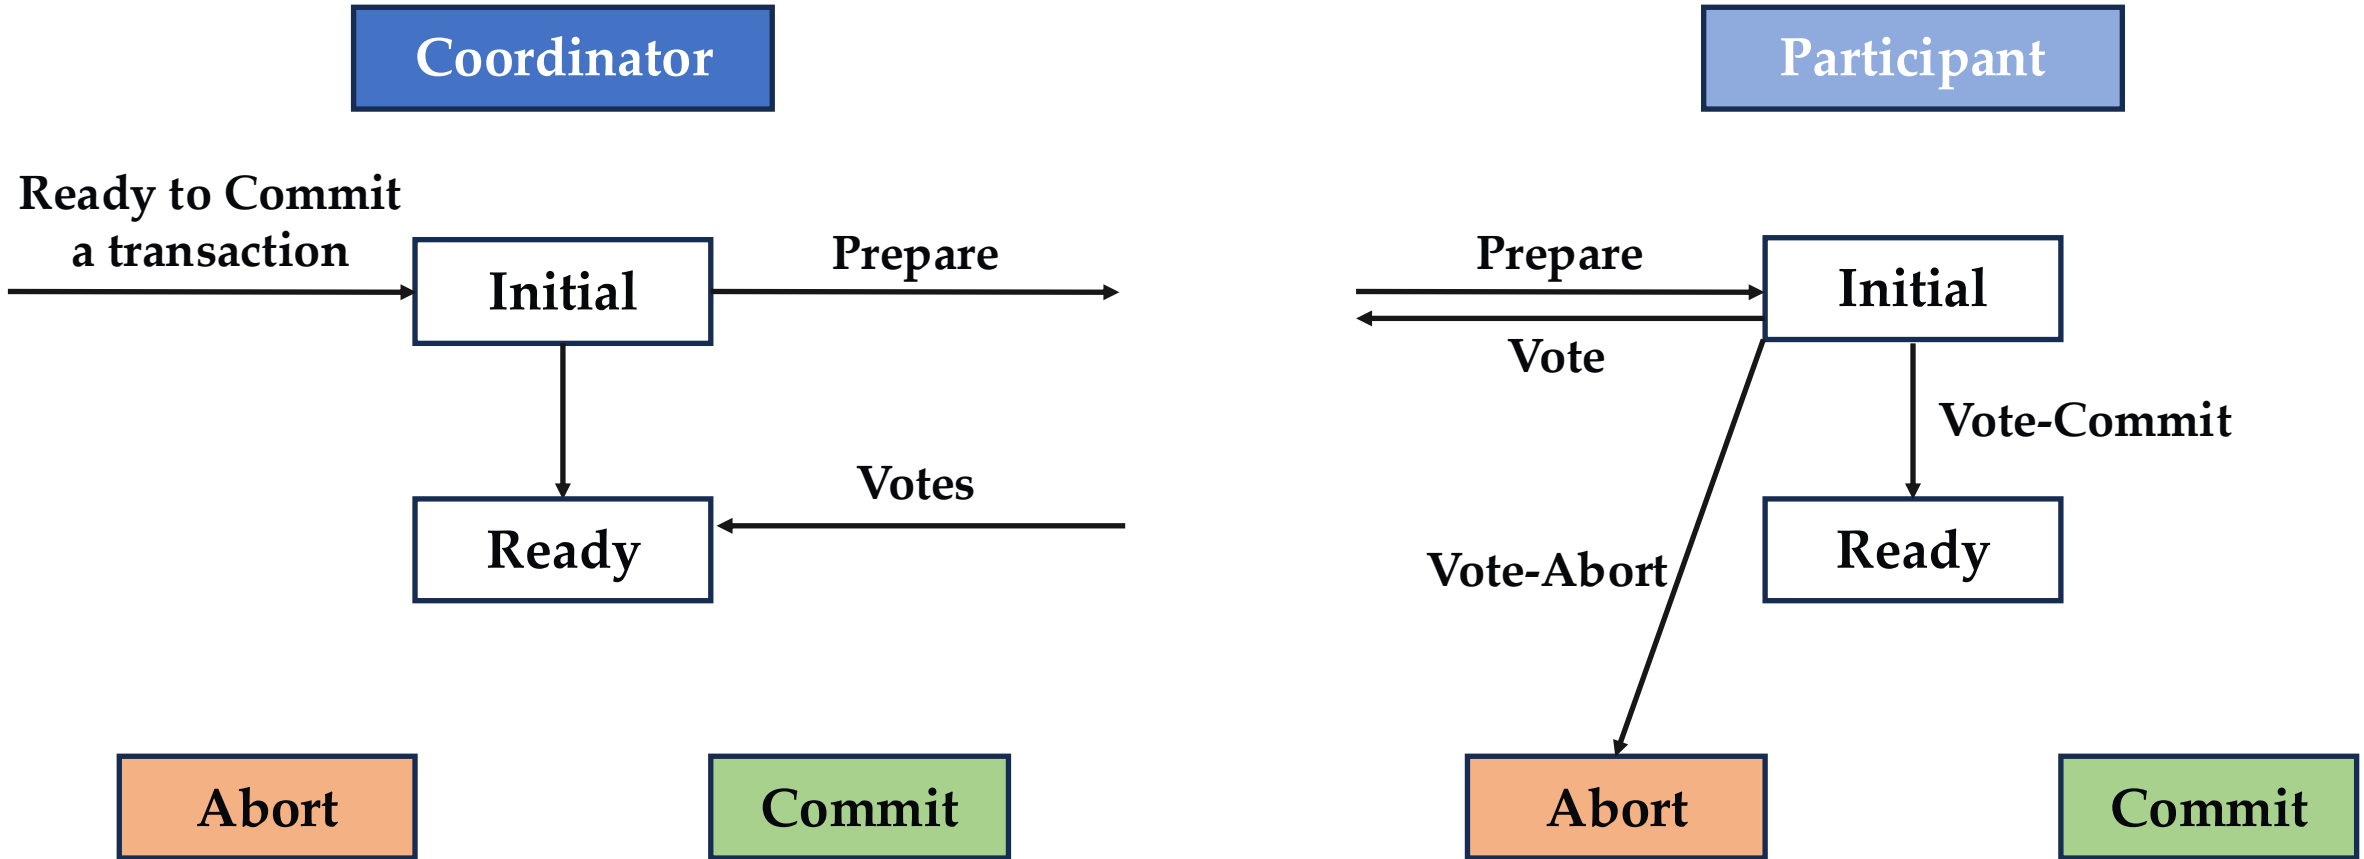 Coordinator
Participant
Ready to Commit
a transaction
Initial
Prepare
Prepare
Initial
Vote
Vote-Commit
Votes
Ready
Ready
Vote-Abort
Abort
Commit
Abort
Commit